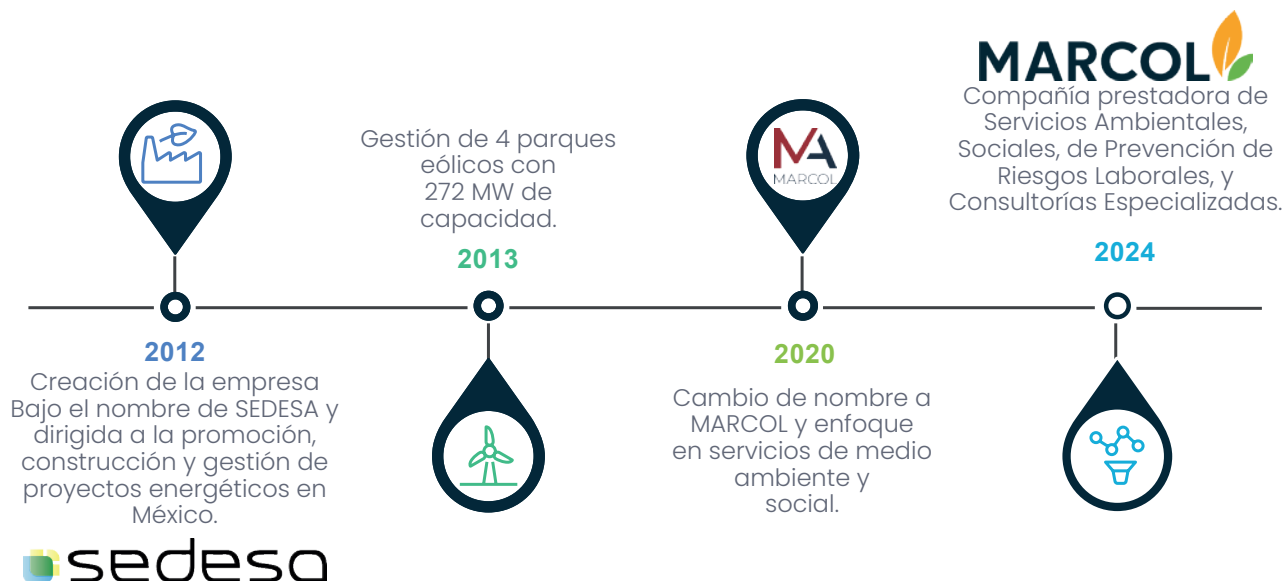 2012
Creación de la empresa
Bajo el nombre de SEDESA y
dirigida a la promoción,
construcción y gestión de
proyectos energéticos en
México.
sedesa
Gestión de 4 parques
eólicos con
272 MW de
capacidad.
2013
MA
MARCOL
2020
Cambio de nombre a
MARCOL y enfoque
en servicios de medio
ambiente y
social.
MARCOL
Compañía prestadora de
Servicios Ambientales,
Sociales, de Prevención de
Riesgos Laborales, y
Consultorías Especializadas.
2024